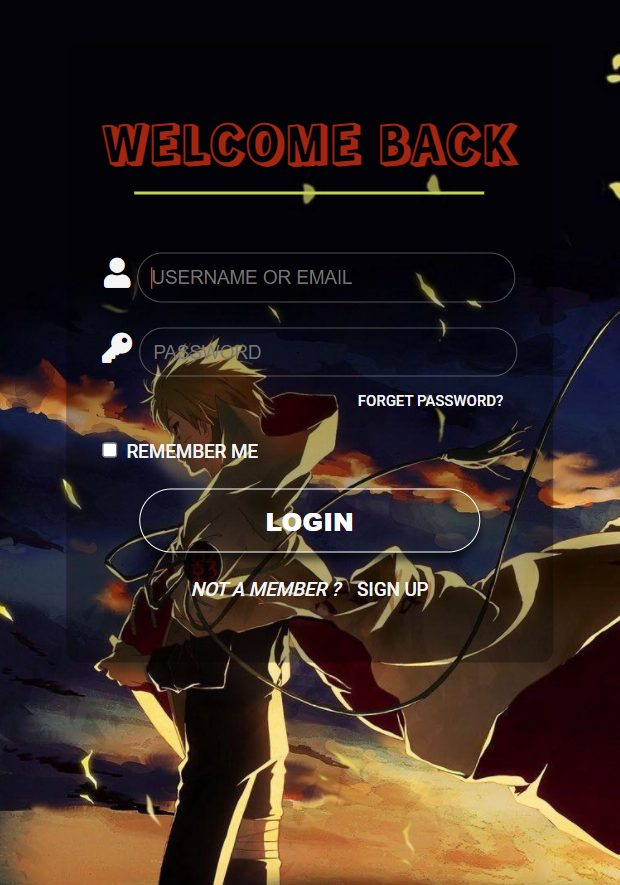 WELCOME BACK
USERNAME OR EMAIL
PASSWORD
FORGET PASSWORD?
REMEMBER ME
LOGIN
NOT A MEMBER ? SIGN UP